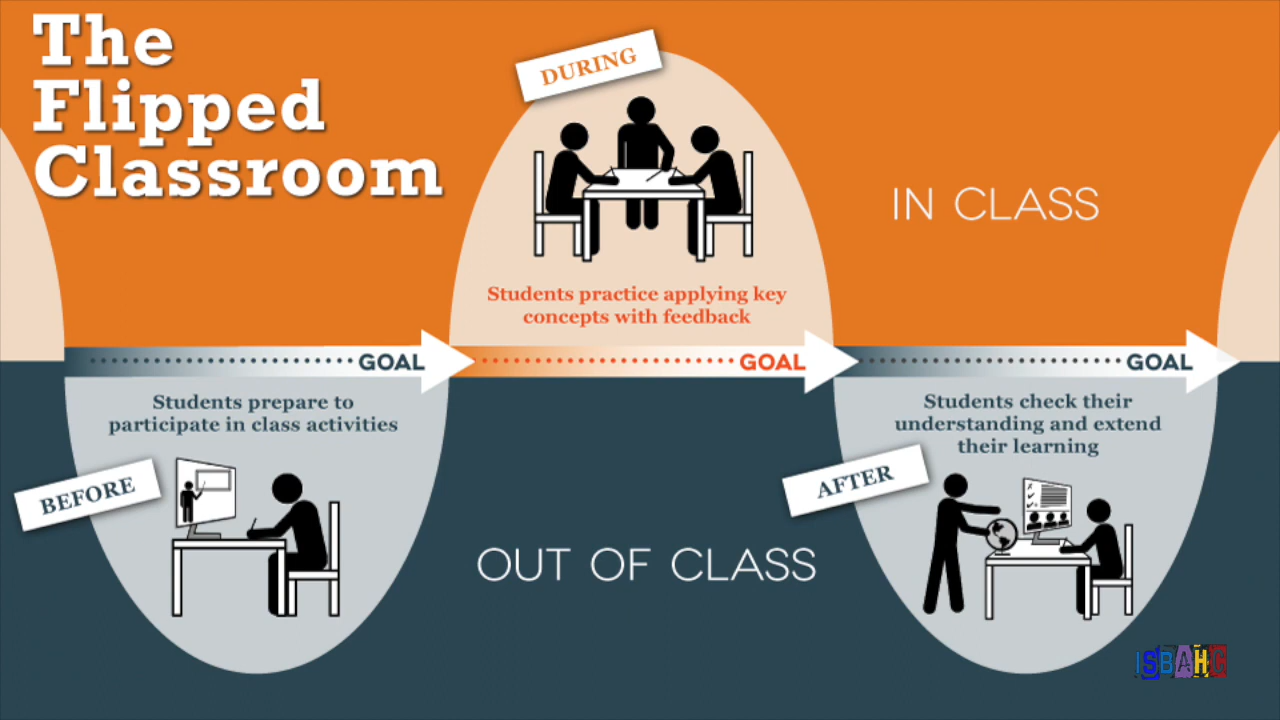 The
Flipped
Classroom
DURING
IN CLASS
Students practice applying key
concepts with feedback
GOAL
GOAL
GOAL
Students prepare to
participate in class activities
BEFORE
Students check their
understanding and extend
their learning
AFTER
OUT OF CLASS
ISBAHC